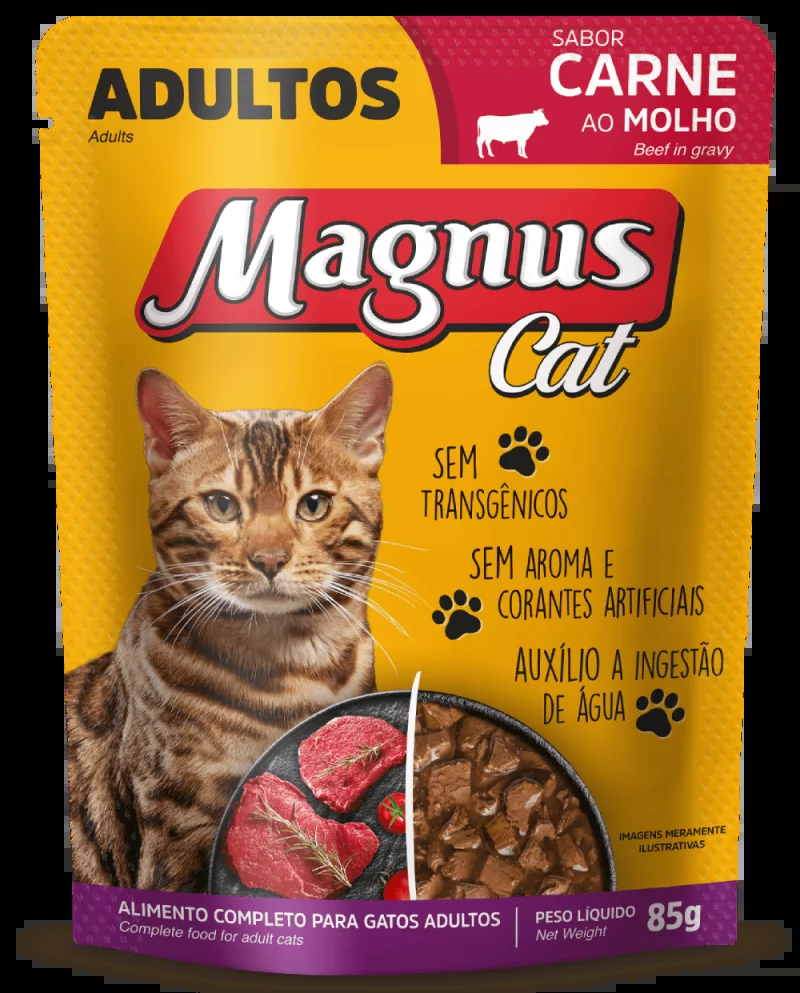 ADULTOS
Adults
SABOR
CARNE
AO MOLHO
Beef in gravy
Magnus
Cat
SEM
TRANSGÊNICOS
SEM AROMA E
CORANTES ARTIFICIAIS
AUXÍLIO A INGESTÃO
DE ÁGUA
IMAGENS MERAMENTE
ILUSTRATIVAS
ALIMENTO COMPLETO PARA GATOS ADULTOS
Complete food for adult cats
PESO LÍQUIDO
Net Weight
85g